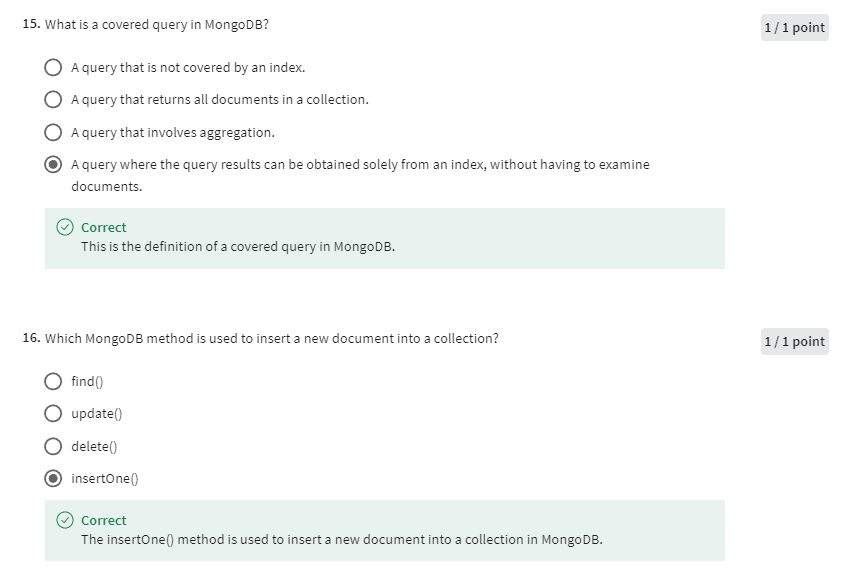 15. What is a covered query in MongoDB?
1 / 1 point
A query that is not covered by an index.
A query that returns all documents in a collection.
A query that involves aggregation.
A query where the query results can be obtained solely from an index, without having to examine
documents.
Correct
This is the definition of a covered query in MongoDB.
16. Which MongoDB method is used to insert a new document into a collection?
1 / 1 point
find()
update()
delete()
insertOne()
Correct
The insertOne() method is used to insert a new document into a collection in MongoDB.